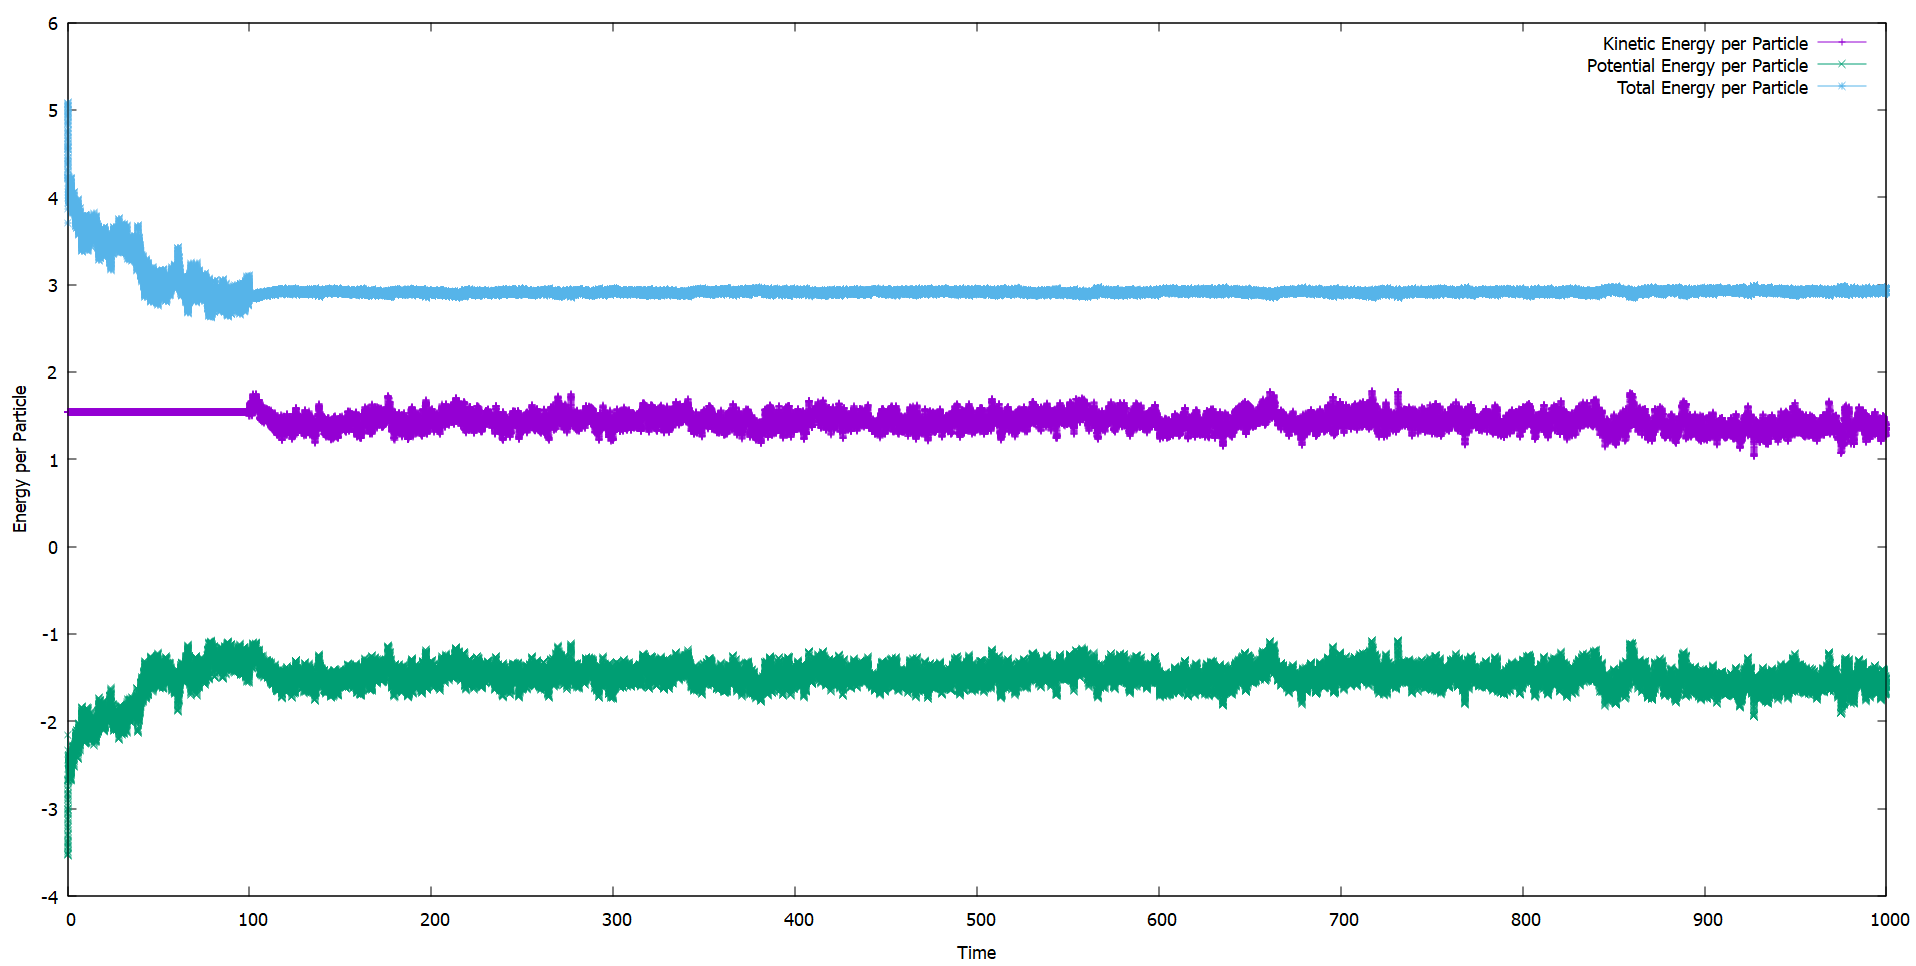 Kinetic Energy per Particle
Potential Energy per Particle
Total Energy per Particle
6
5
4
3
2
1
0
-1
-2
-3
-4
Energy per Particle
0 100 200 300 400 500 600 700 800 900 1000
Time